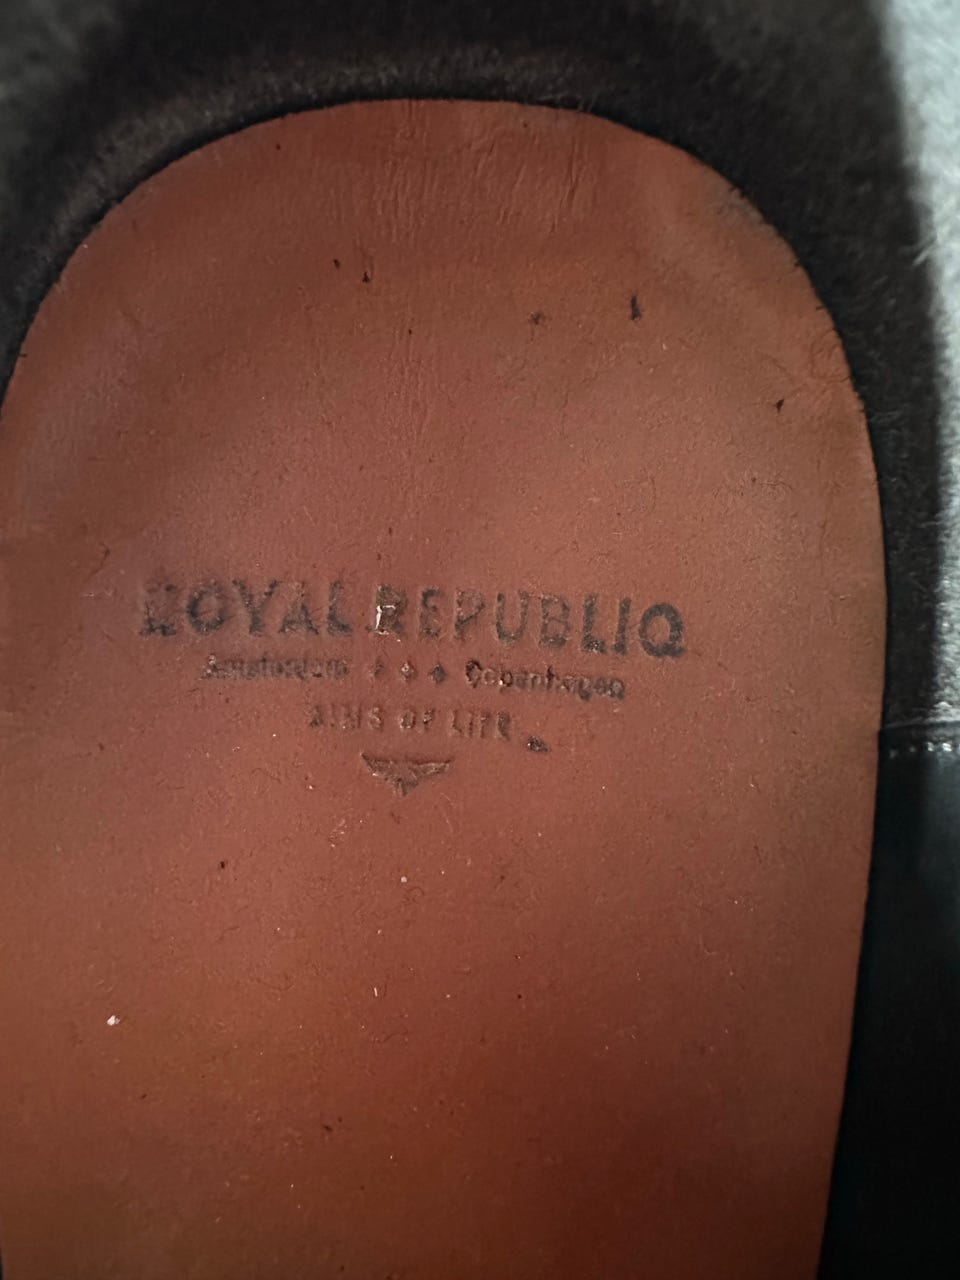 ROYAL REPUBLIQ
Amsterdam + + + Copenhagen
AIMS OF LIFE